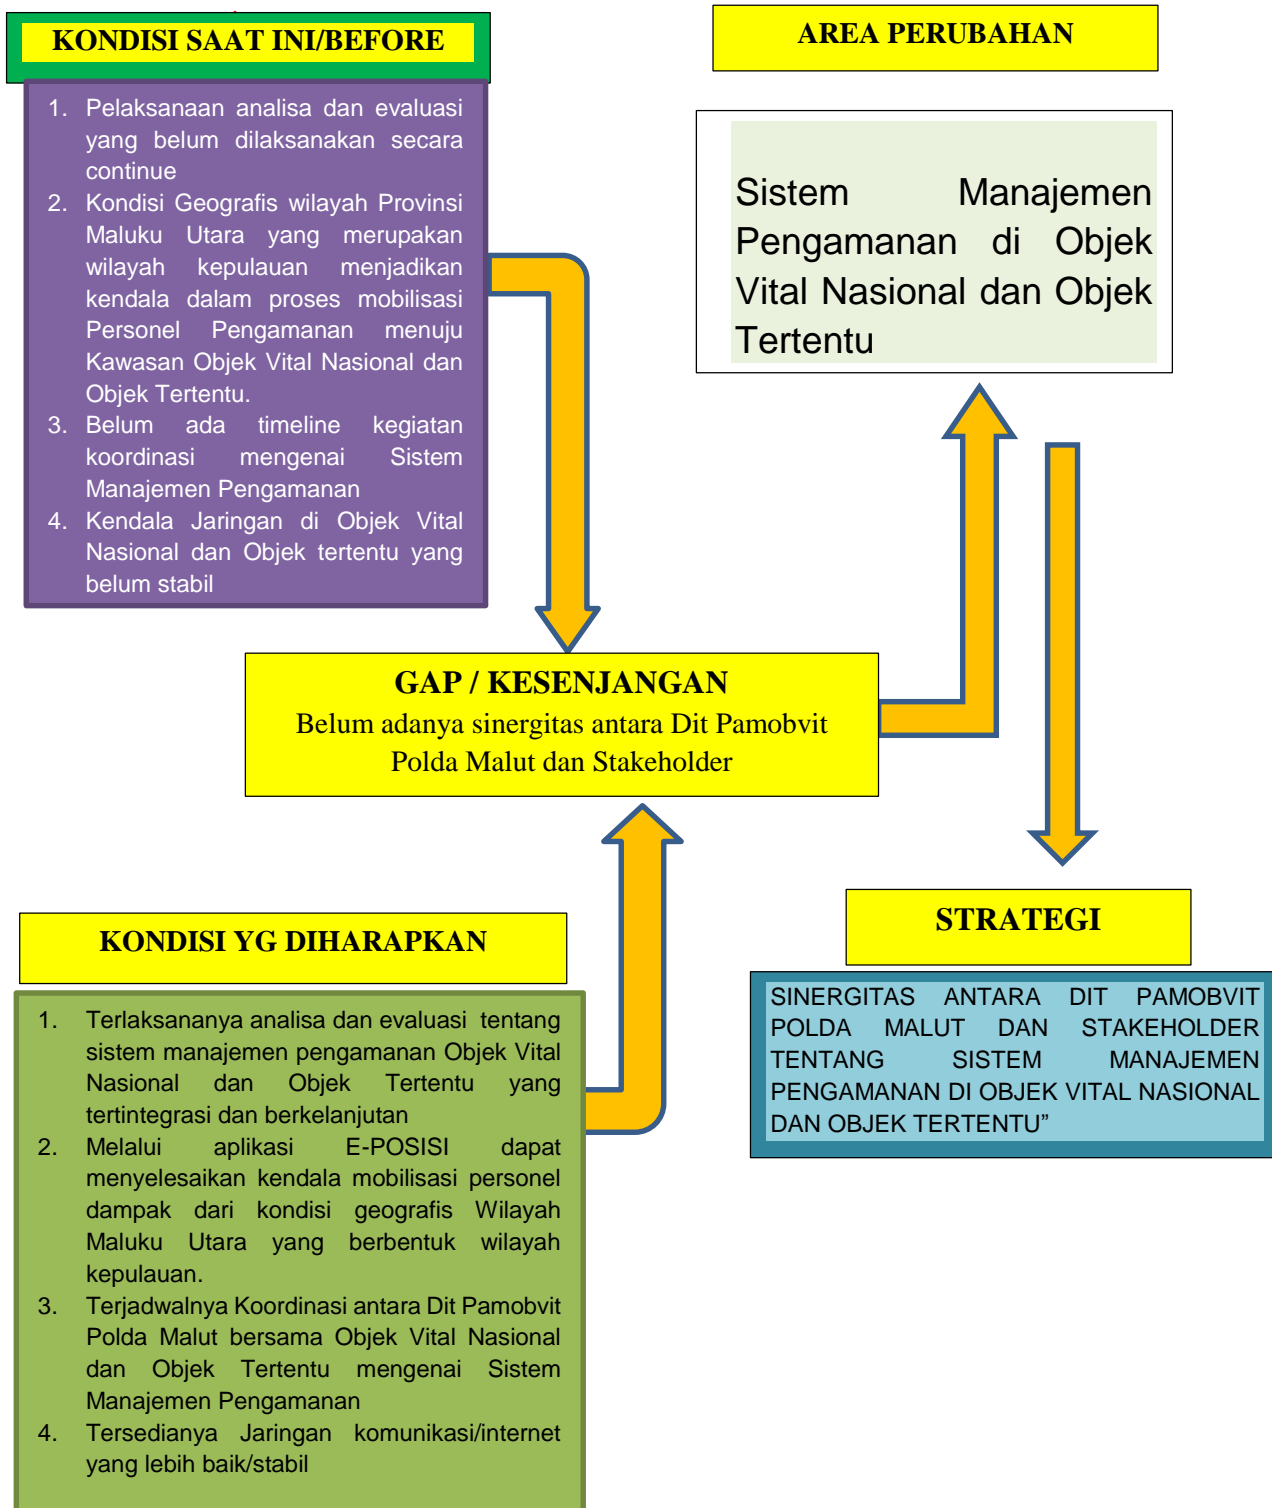 KONDISI SAAT INI/BEFORE
1. Pelaksanaan analisa dan evaluasi
yang belum dilaksanakan secara
continue
2. Kondisi Geografis wilayah Provinsi
Maluku Utara yang merupakan
wilayah kepulauan menjadikan
kendala dalam proses mobilisasi
Personel Pengamanan menuju
Kawasan Objek Vital Nasional dan
Objek Tertentu.
3. Belum ada timeline kegiatan
koordinasi mengenai Sistem
Manajemen Pengamanan
4. Kendala Jaringan di Objek Vital
Nasional dan Objek tertentu yang
belum stabil
AREA PERUBAHAN
Sistem Manajemen
Pengamanan di Objek
Vital Nasional dan Objek
Tertentu
GAP / KESENJANGAN
Belum adanya sinergitas antara Dit Pamobvit
Polda Malut dan Stakeholder
KONDISI YG DIHARAPKAN
1. Terlaksananya analisa dan evaluasi tentang
sistem manajemen pengamanan Objek Vital
Nasional dan Objek Tertentu yang
tertintegrasi dan berkelanjutan
2. Melalui aplikasi E-POSISI dapat
menyelesaikan kendala mobilisasi personel
dampak dari kondisi geografis Wilayah
Maluku Utara yang berbentuk wilayah
kepulauan.
3. Terjadwalnya Koordinasi antara Dit Pamobvit
Polda Malut bersama Objek Vital Nasional
dan Objek Tertentu mengenai Sistem
Manajemen Pengamanan
4. Tersedianya Jaringan komunikasi/internet
yang lebih baik/stabil
STRATEGI
SINERGITAS ANTARA DIT PAMOBVIT
POLDA MALUT DAN STAKEHOLDER
TENTANG SISTEM MANAJEMEN
PENGAMANAN DI OBJEK VITAL NASIONAL
DAN OBJEK TERTENTU”